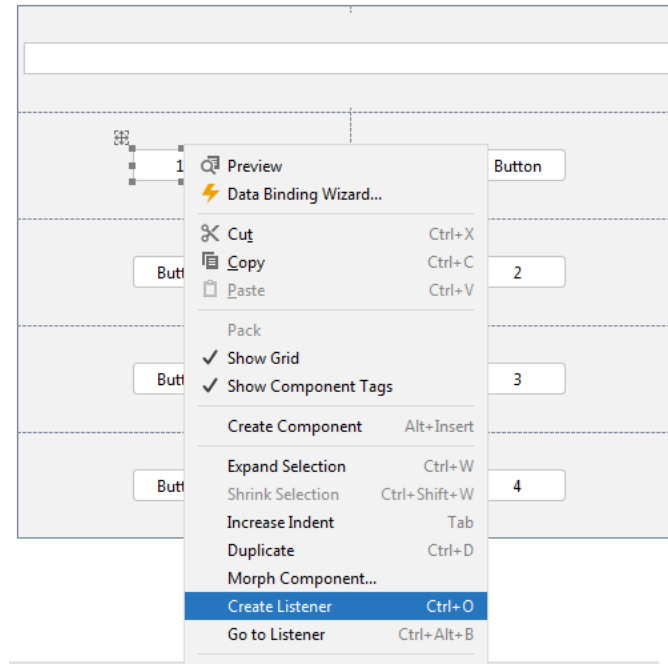 1
Button
Preview
Data Binding Wizard...
Cut Ctrl+X
Butt
Copy Ctrl+C
2
Paste Ctrl+V
Pack
Show Grid
Butt
Show Component Tags
3
Create Component Alt+Insert
Expand Selection Ctrl+W
Butt
Shrink Selection Ctrl+Shift+W
4
Increase Indent Tab
Duplicate Ctrl+D
Morph Component...
Create Listener Ctrl+O
Go to Listener Ctrl+Alt+B